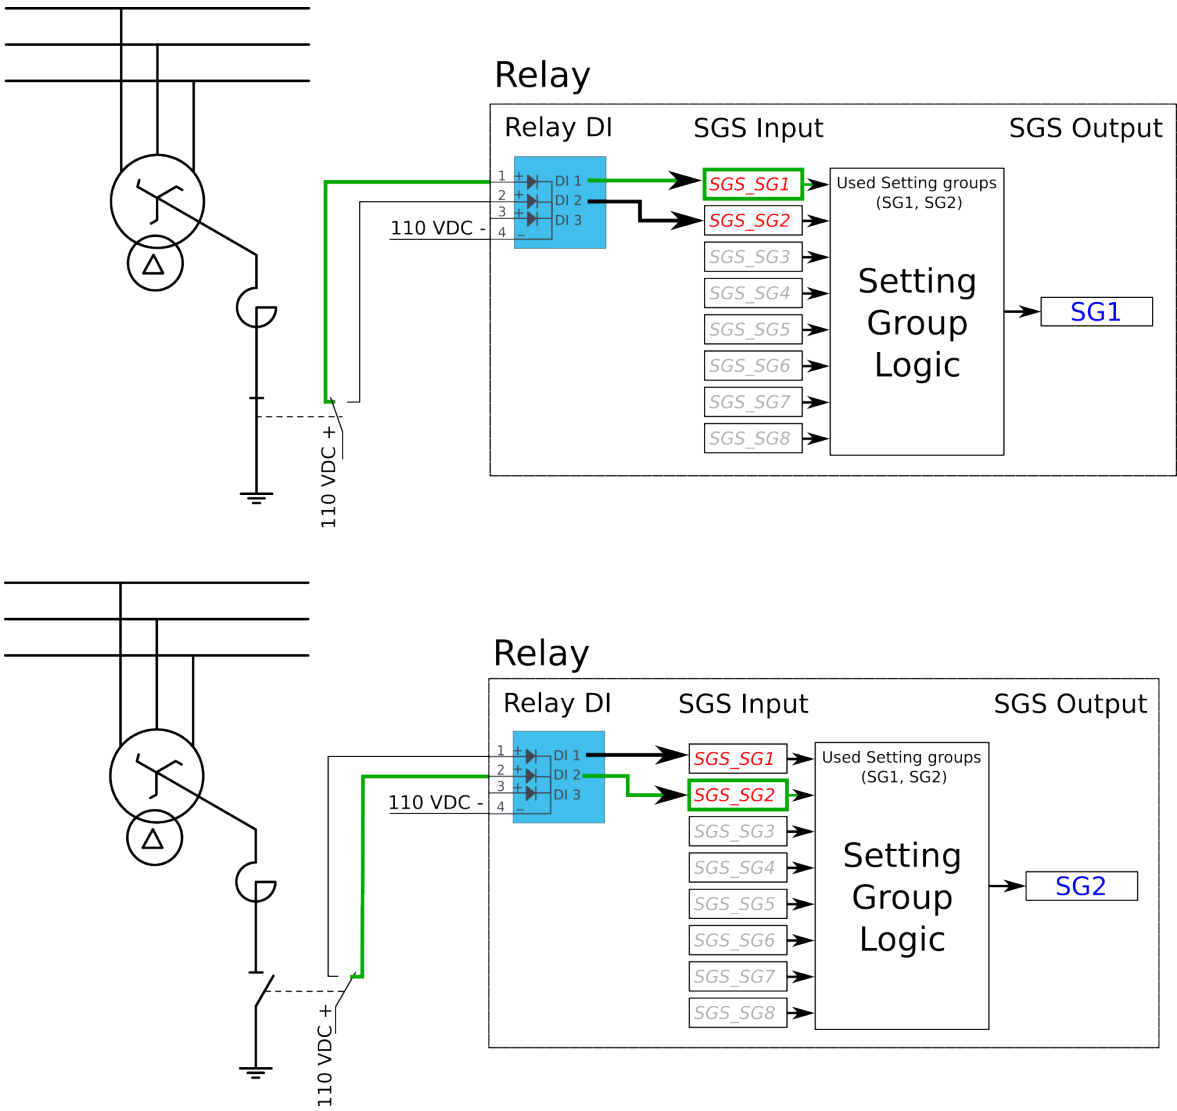 Relay
Relay DI
SGS Input
SGS Output
1 +
2 +
3 +
4 -
DI 1
DI 2
DI 3
110 VDC -
110 VDC +
SGS_SG1
SGS_SG2
SGS_SG3
SGS_SG4
SGS_SG5
SGS_SG6
SGS_SG7
SGS_SG8
Used Setting groups
(SG1, SG2)
Setting
Group
Logic
SG1
Relay
Relay DI
SGS Input
SGS Output
1 +
2 +
3 +
4 -
DI 1
DI 2
DI 3
110 VDC -
110 VDC +
SGS_SG1
SGS_SG2
SGS_SG3
SGS_SG4
SGS_SG5
SGS_SG6
SGS_SG7
SGS_SG8
Used Setting groups
(SG1, SG2)
Setting
Group
Logic
SG2